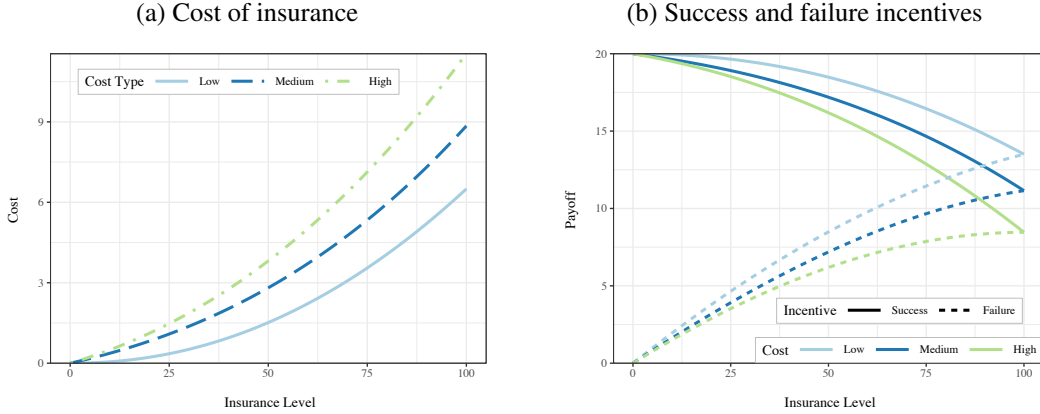 (a) Cost of insurance
Cost Type Low Medium High
9
6
3
0
Cost
0 25 50 75 100
Insurance Level
(b) Success and failure incentives
20
15
10
5
0
Payoff
Incentive Success Failure
Cost Low Medium High
0 25 50 75 100
Insurance Level